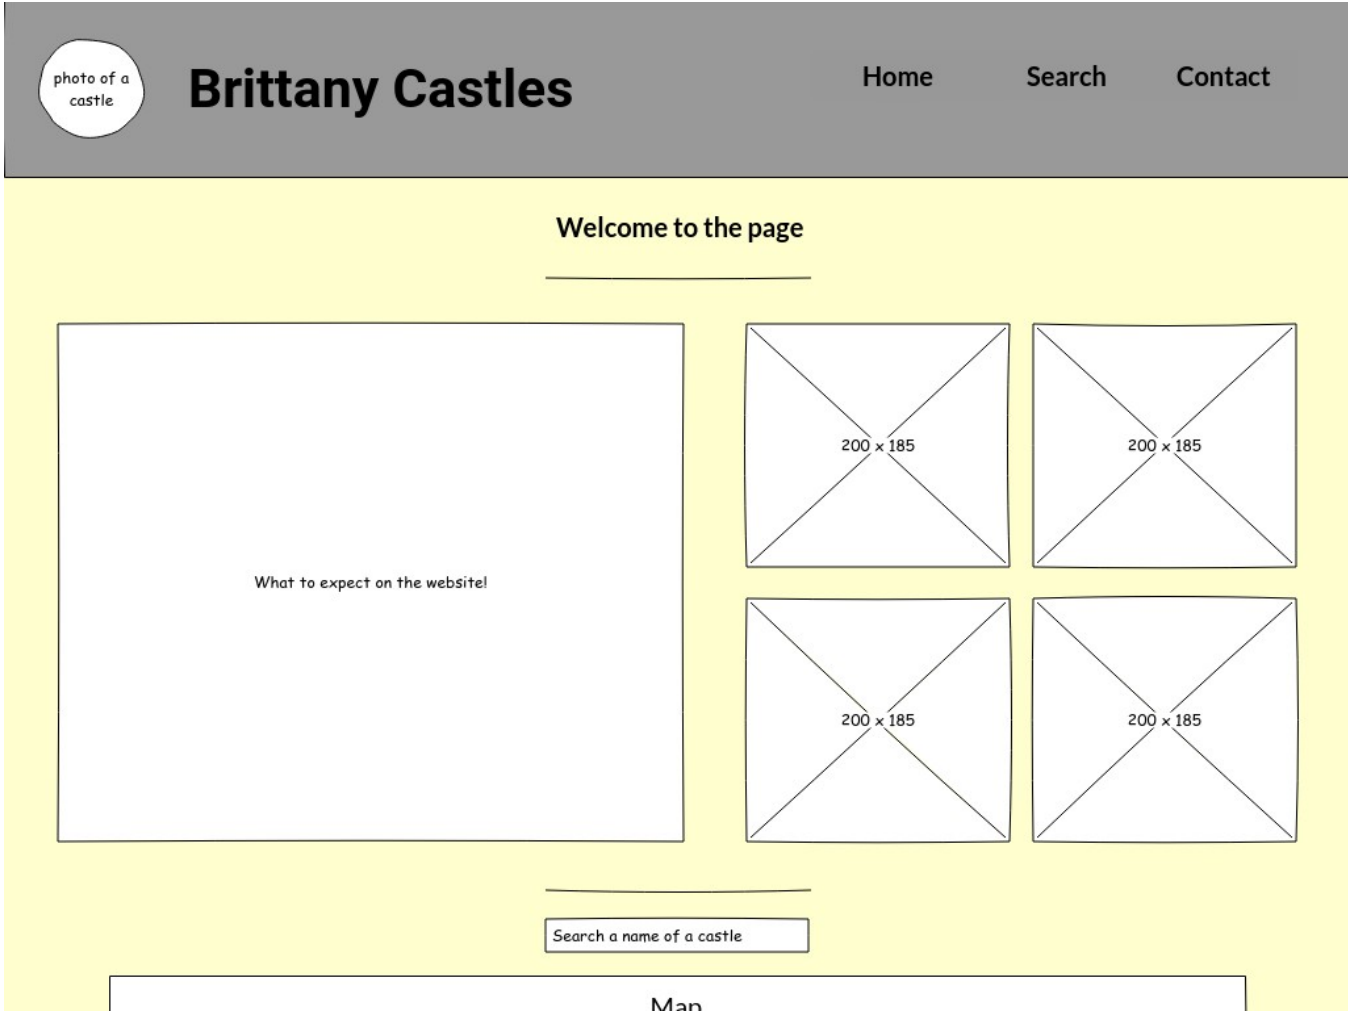 photo of a
castle
Brittany Castles
Home
Search
Contact
Welcome to the page
What to expect on the website!
200 x 185
200 x 185
200 x 185
200 x 185
Search a name of a castle
Map